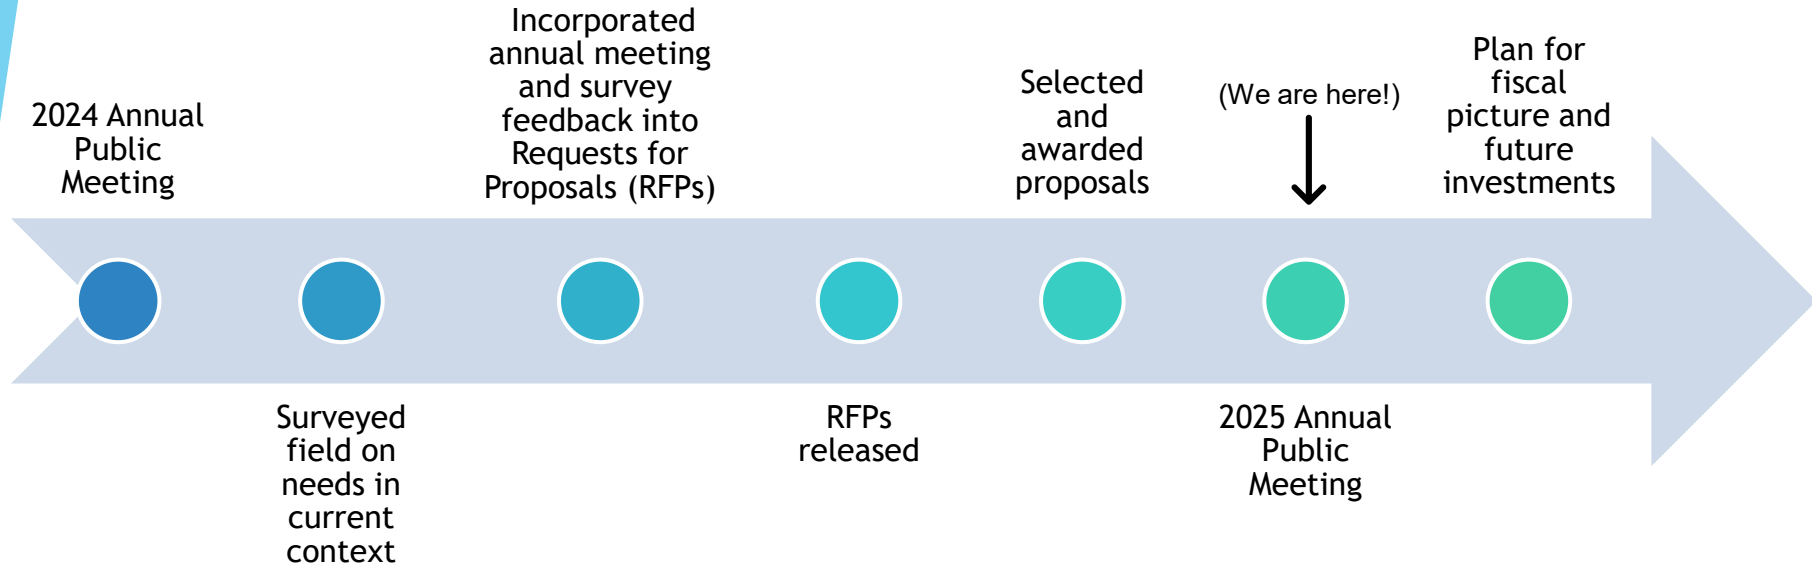 2024 Annual
Public
Meeting
Surveyed
field on
needs in
current
context
Incorporated
annual meeting
and survey
feedback into
Requests for
Proposals (RFPs)
RFPs
released
Selected
and
awarded
proposals
(We are here!)
2025 Annual
Public
Meeting
Plan for
fiscal
picture and
future
investments